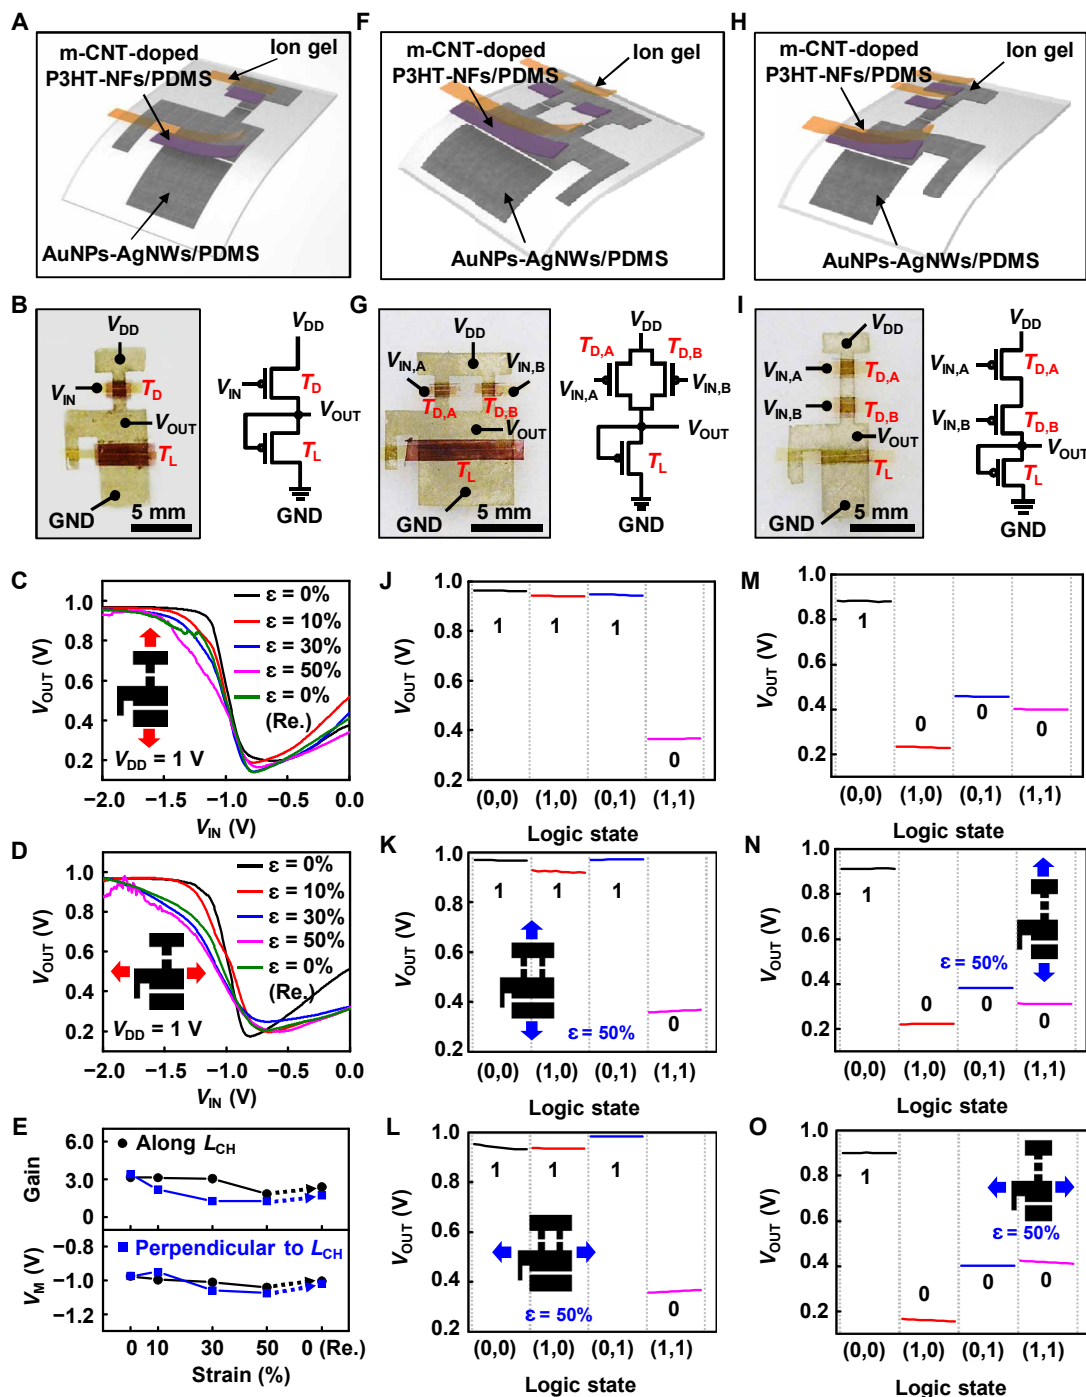 A
m-CNT-doped
P3HT-NFs/PDMS
Ion gel
AuNPs-AgNWs/PDMS
F
m-CNT-doped
P3HT-NFs/PDMS
Ion gel
AuNPs-AgNWs/PDMS
H
m-CNT-doped
P3HT-NFs/PDMS
Ion gel
AuNPs-AgNWs/PDMS
B
VDD
VIN
TD
VOUT
TL
GND
5 mm
VDD
VIN
TD
VOUT
TL
GND
G
VDD
VIN,A
VIN,B
TD,A
TD,B
VOUT
TL
GND
5 mm
VDD
TD,A
TD,B
VIN,A
VIN,B
VOUT
TL
GND
I
VDD
VIN,A
TD,A
VIN,B
TD,B
VOUT
TL
GND
5 mm
VDD
VIN,A
TD,A
VIN,B
TD,B
VOUT
TL
GND
C
VOUT (V)
1.0
0.8
0.6
0.4
0.2
ε = 0%
ε = 10%
ε = 30%
ε = 50%
ε = 0%
(Re.)
VDD = 1 V
−2.0 −1.5 −1.0 −0.5 0.0
VIN (V)
D
VOUT (V)
1.0
0.8
0.6
0.4
0.2
ε = 0%
ε = 10%
ε = 30%
ε = 50%
ε = 0%
(Re.)
VDD = 1 V
−2.0 −1.5 −1.0 −0.5 0.0
VIN (V)
E
Gain
6.0
3.0
0
Along LCH
VM (V)
−0.8
−1.0
−1.2
Perpendicular to LCH
0 10 30 50 0 (Re.)
Strain (%)
J
VOUT (V)
1.0
0.8
0.6
0.4
0.2
1 1 1
0
(0,0) (1,0) (0,1) (1,1)
Logic state
K
VOUT (V)
1.0
0.8
0.6
0.4
0.2
1 1 1
0
ε = 50%
(0,0) (1,0) (0,1) (1,1)
Logic state
L
VOUT (V)
1.0
0.8
0.6
0.4
0.2
1 1 1
0
ε = 50%
(0,0) (1,0) (0,1) (1,1)
Logic state
M
VOUT (V)
1.0
0.8
0.6
0.4
0.2
1
0 0 0
(0,0) (1,0) (0,1) (1,1)
Logic state
N
VOUT (V)
1.0
0.8
0.6
0.4
0.2
1
ε = 50%
0 0 0
(0,0) (1,0) (0,1) (1,1)
Logic state
O
VOUT (V)
1.0
0.8
0.6
0.4
0.2
1
ε = 50%
0 0 0
(0,0) (1,0) (0,1) (1,1)
Logic state